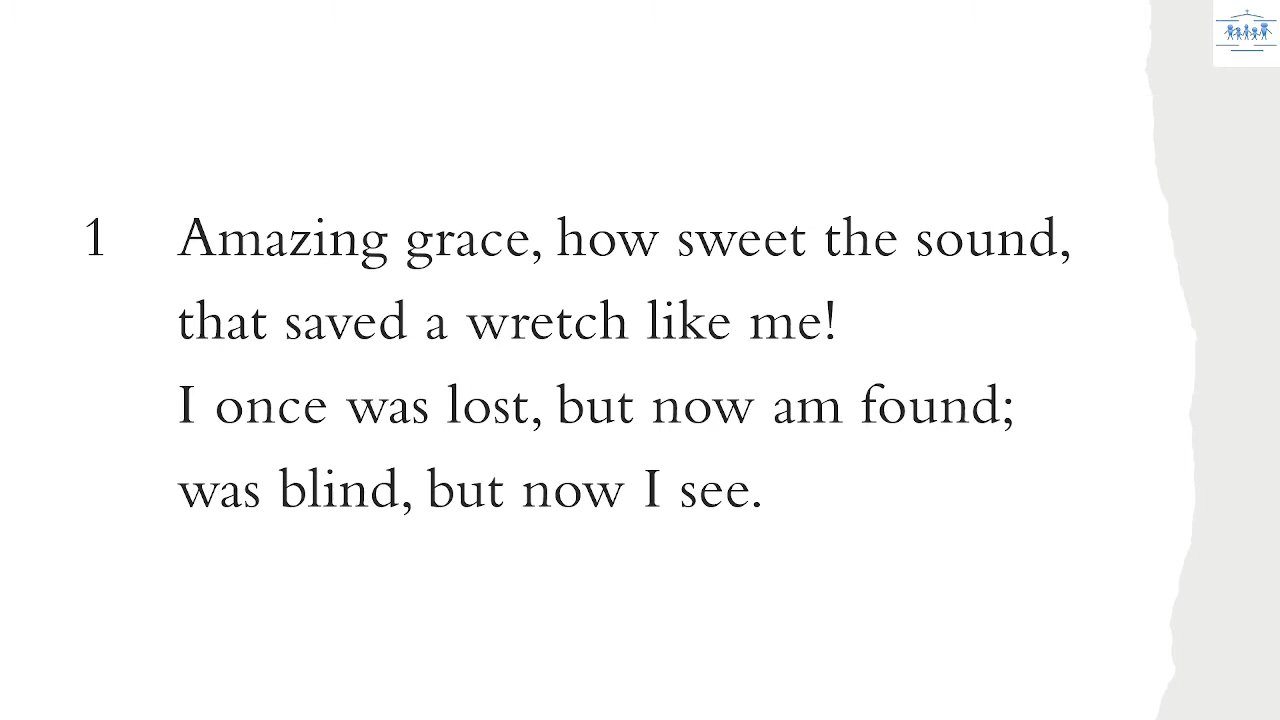 1 Amazing grace, how sweet the sound,
that saved a wretch like me!
I once was lost, but now am found;
was blind, but now I see.